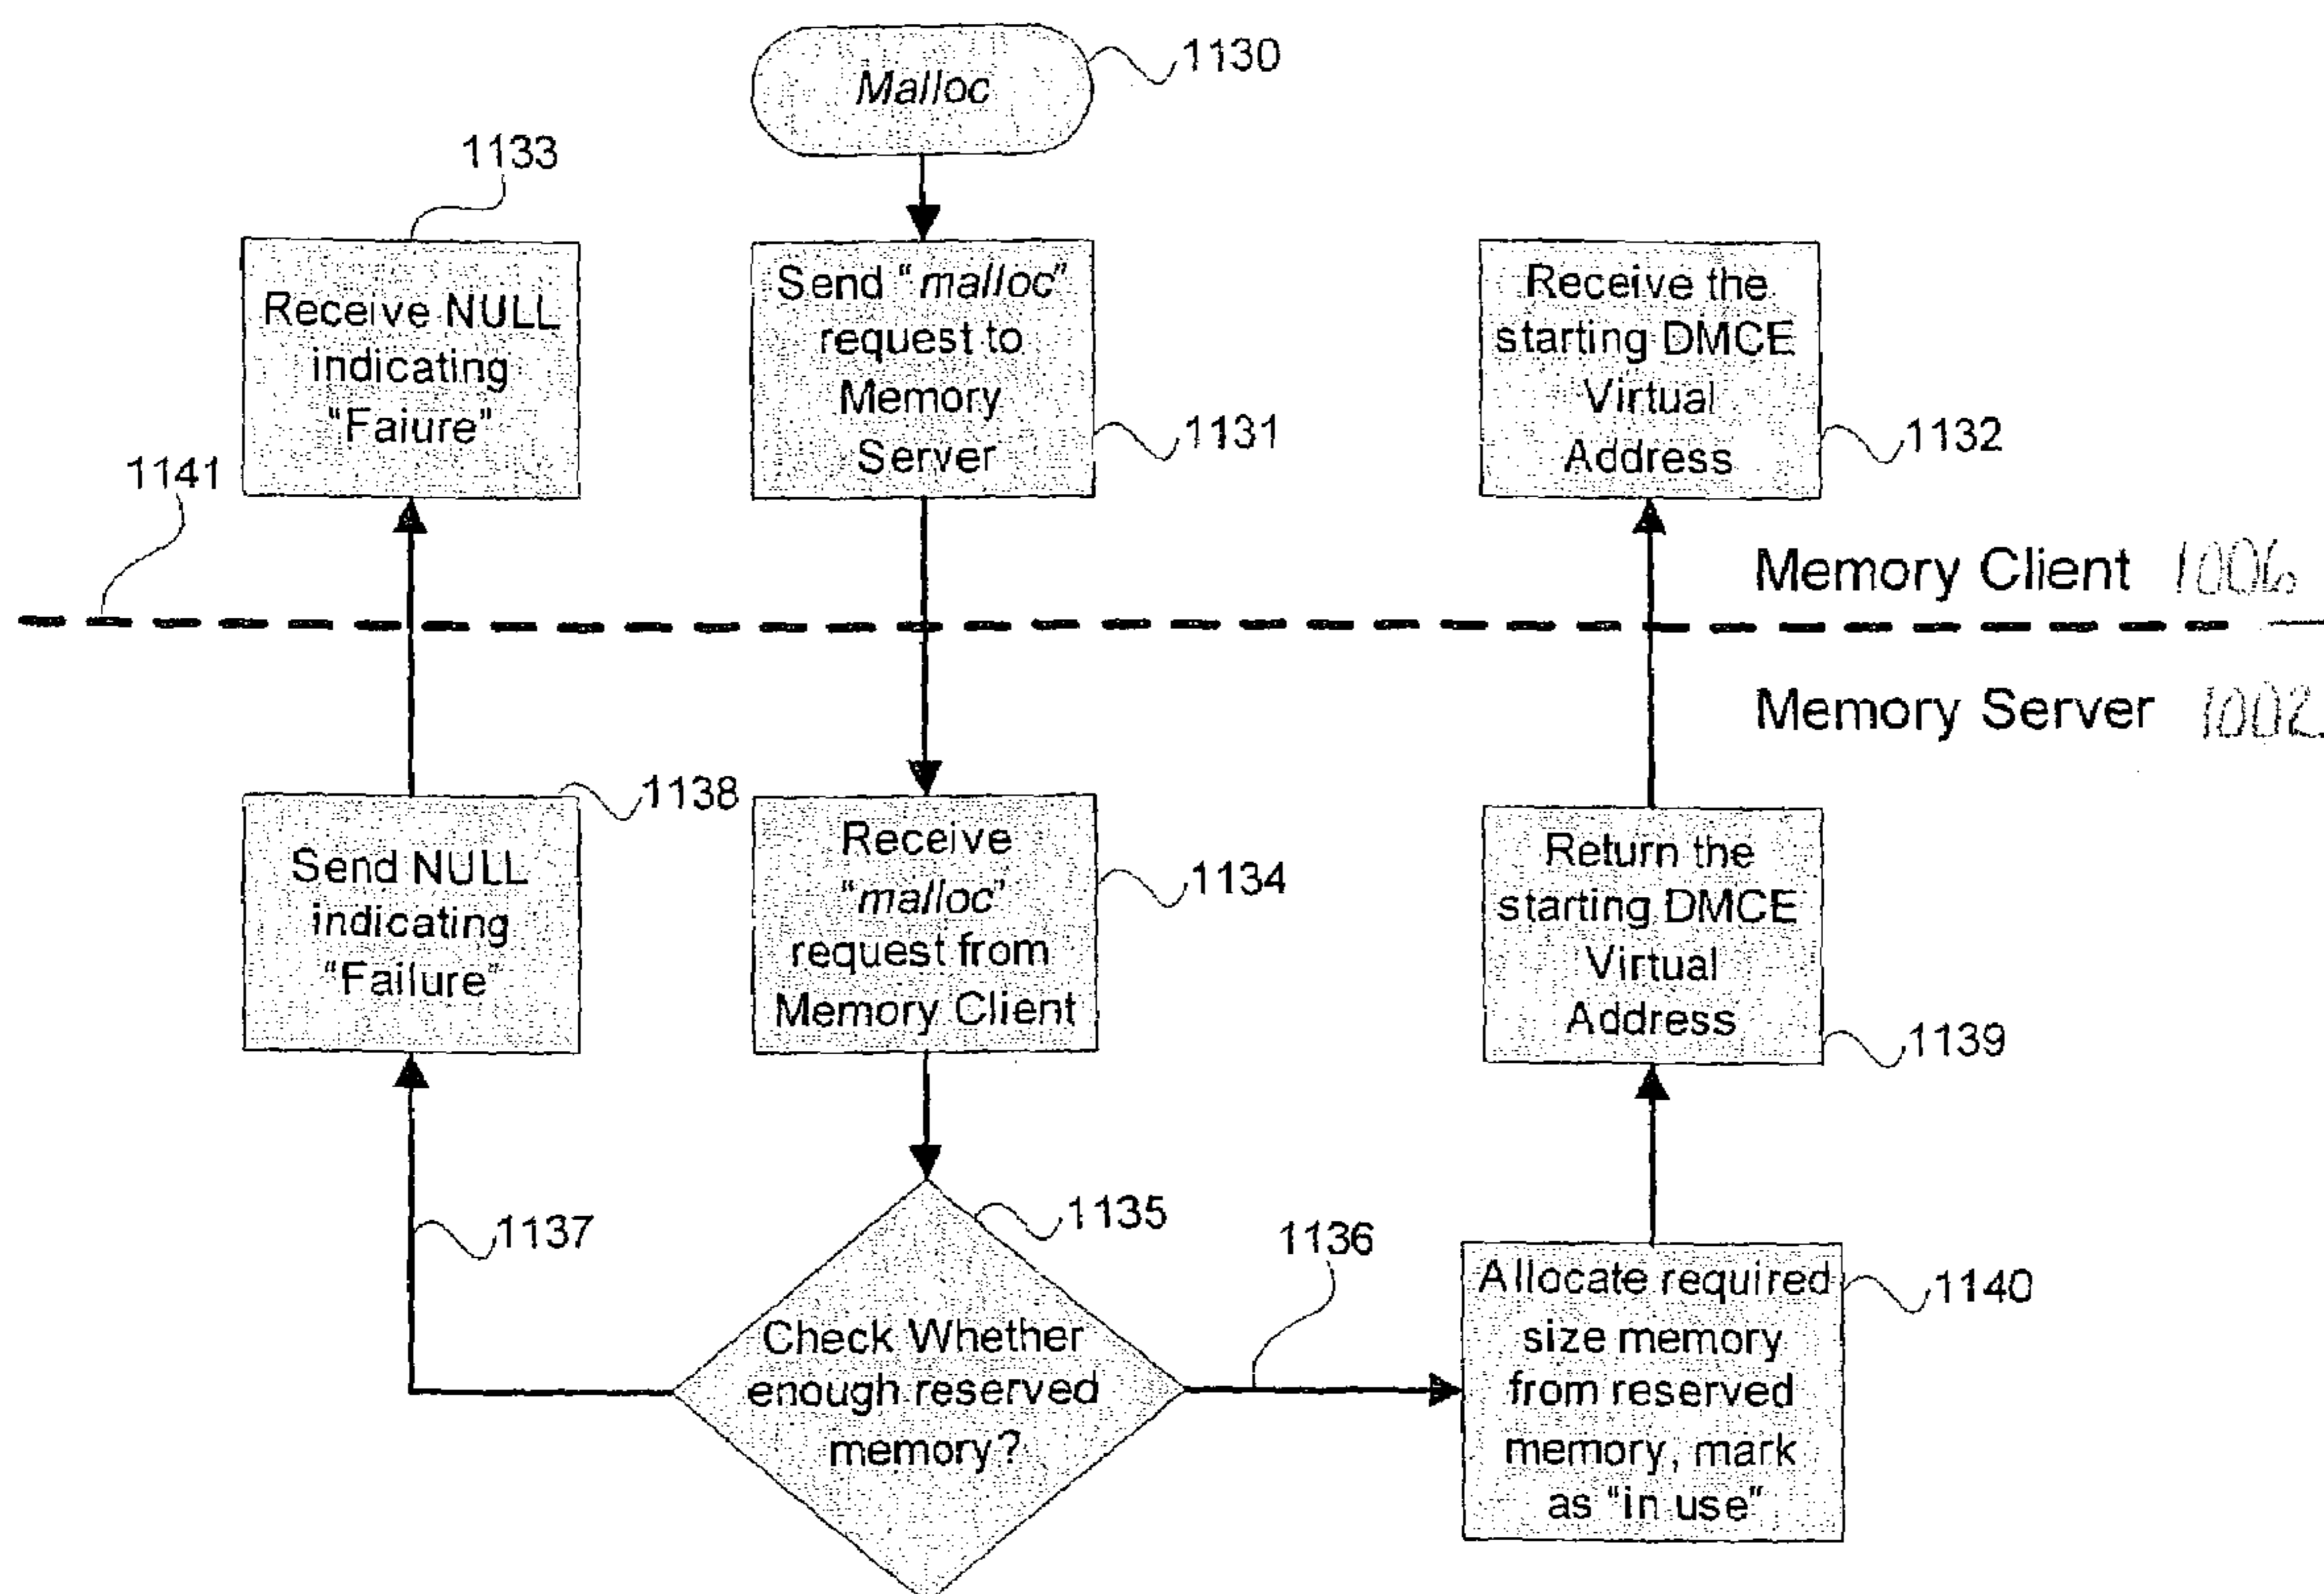 Malloc
1130
1133
Receive NULL
indicating
"Faiure"
Send "malloc"
request to
Memory
Server
1131
Receive the
starting DMCE
Virtual
Address
1132
1141
Memory Client 1006
Memory Server 1002
Send NULL
indicating
"Failure"
1138
Receive
"malloc"
request from
Memory Client
1134
Return the
starting DMCE
Virtual
Address
1139
1137
Check Whether
enough reserved
memory?
1135
1136
Allocate required
size memory
from reserved
memory, mark
as "in use"
1140